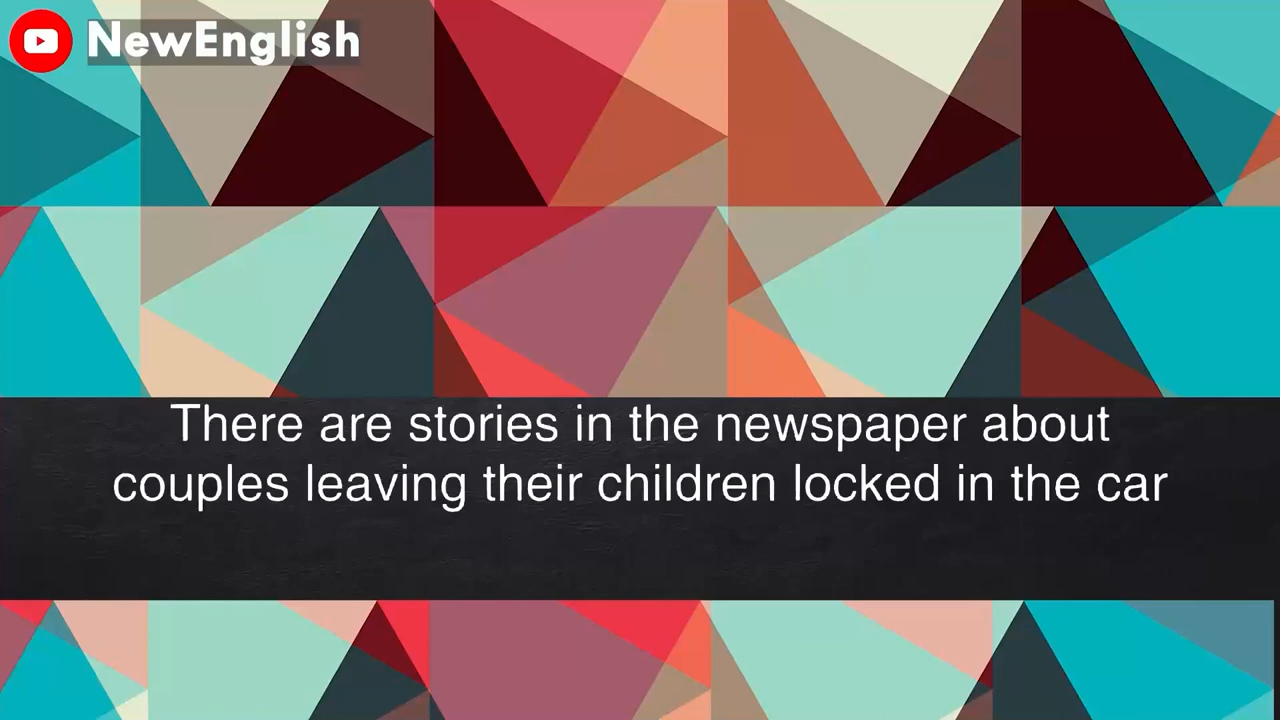 NewEnglish
There are stories in the newspaper about
couples leaving their children locked in the car